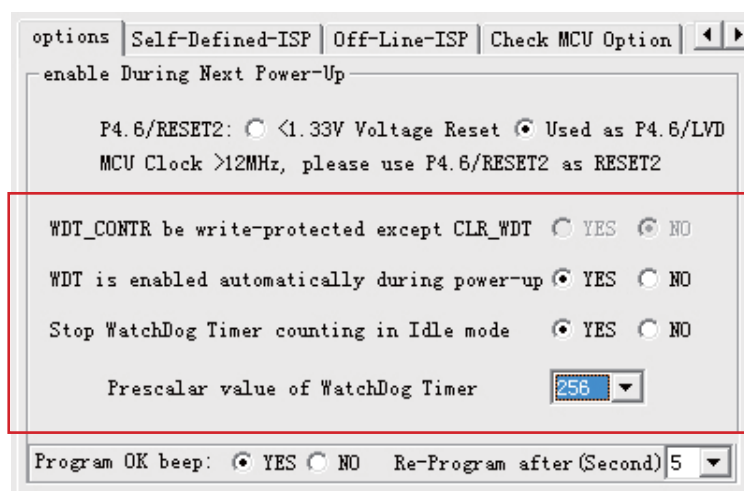 options Self-Defined-ISP Off-Line-ISP Check MCU Option
enable During Next Power-Up
P4.6/RESET2: <1.33V Voltage Reset Used as P4.6/LVD
MCU Clock >12MHz, please use P4.6/RESET2 as RESET2
WDT_CONTR be write-protected except CLR_WDT YES NO
WDT is enabled automatically during power-up YES NO
Stop WatchDog Timer counting in Idle mode YES NO
Prescalar value of WatchDog Timer 256
Program OK beep: YES NO Re-Program after(Second) 5